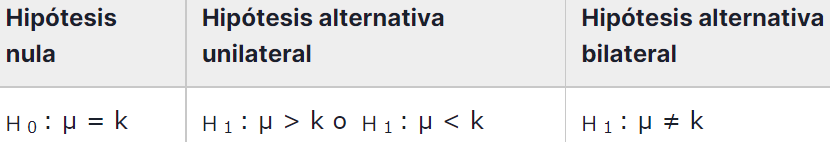 Hipótesis nula
Hipótesis alternativa unilateral
Hipótesis alternativa bilateral
H₀: μ = k
H₁: μ > k o H₁: μ < k
H₁: μ ≠ k